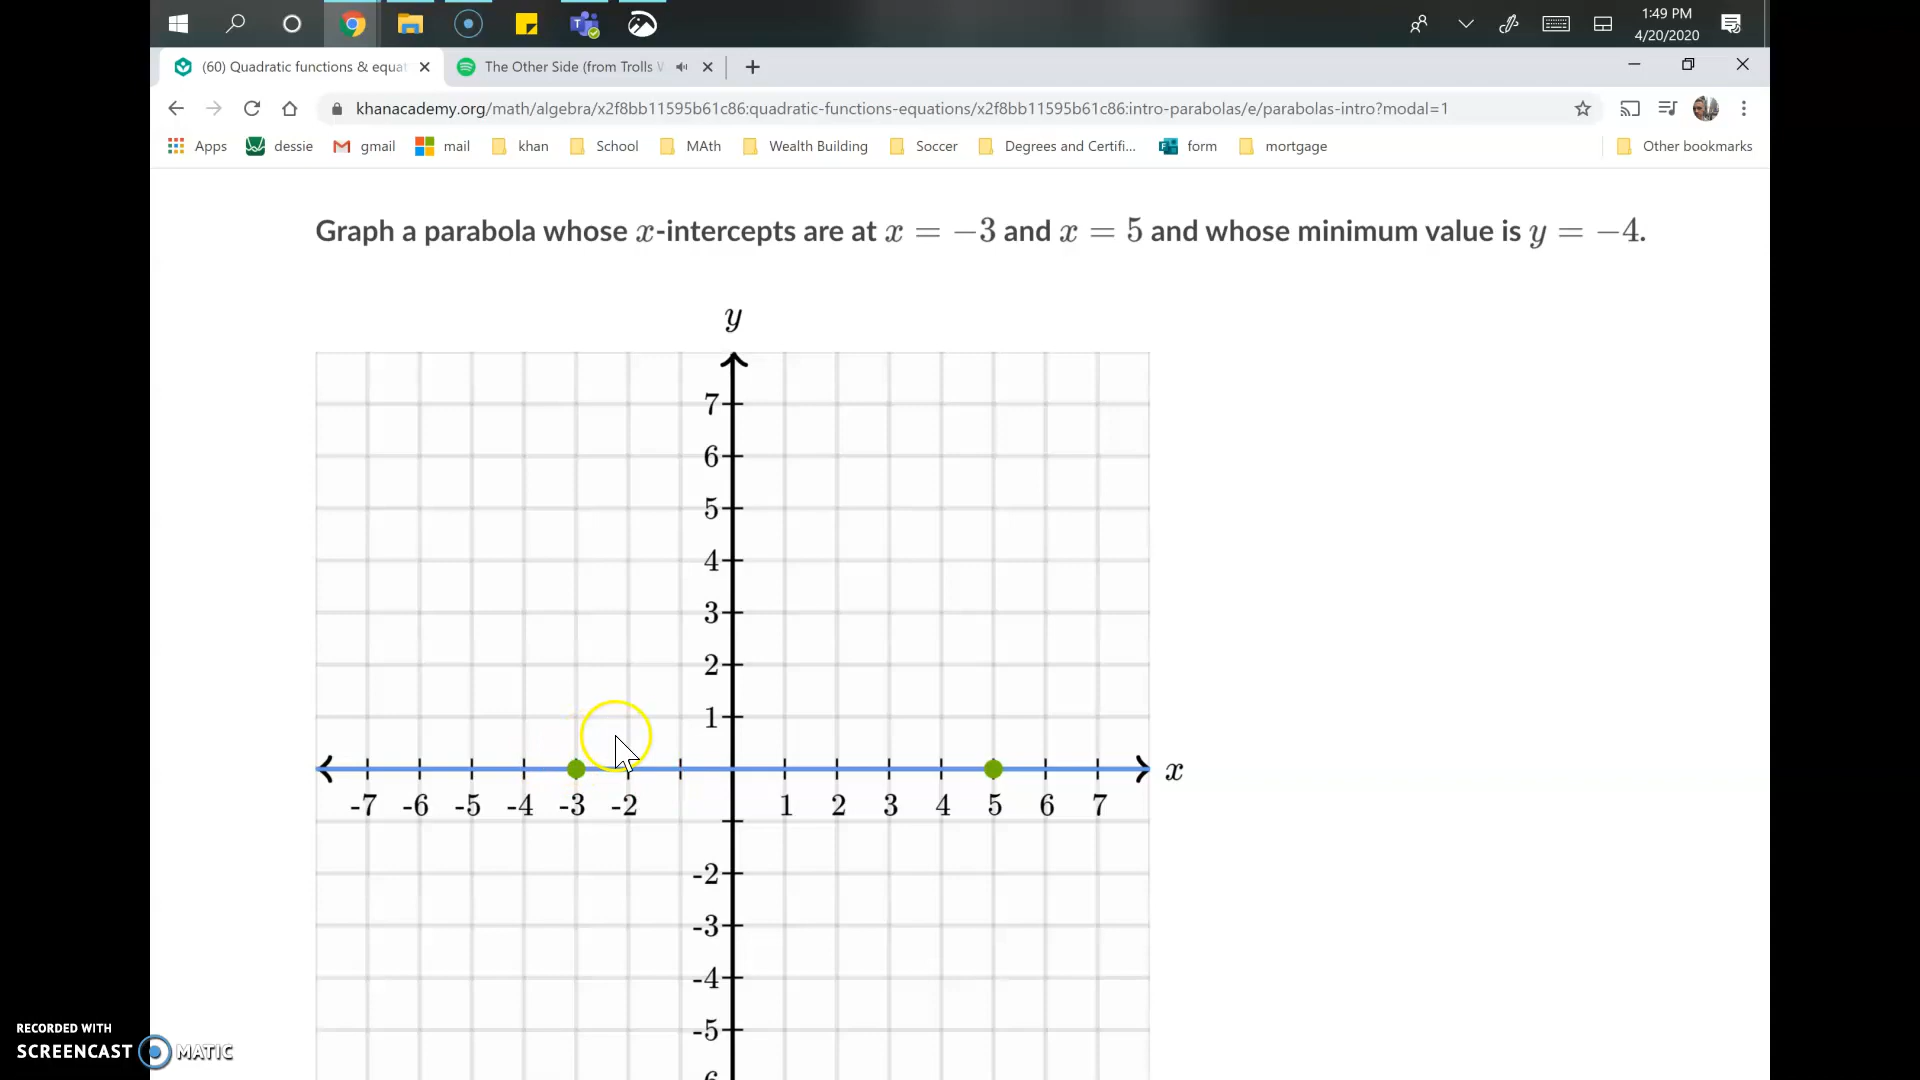 1:49 PM
4/20/2020
(60) Quadratic functions & equat
The Other Side (from Trolls W
khanacademy.org/math/algebra/x2f8bb11595b61c86:quadratic-functions-equations/x2f8bb11595b61c86:intro-parabolas/e/parabolas-intro?modal=1
Apps dessie gmail mail khan School MAth Wealth Building Soccer Degrees and Certifi... form mortgage Other bookmarks
Graph a parabola whose x-intercepts are at x = −3 and x = 5 and whose minimum value is y = −4.
y
7
6
5
4
3
2
1
x
-7 -6 -5 -4 -3 -2 1 2 3 4 5 6 7
-2
-3
-4
-5
RECORDED WITH
SCREENCAST MATIC